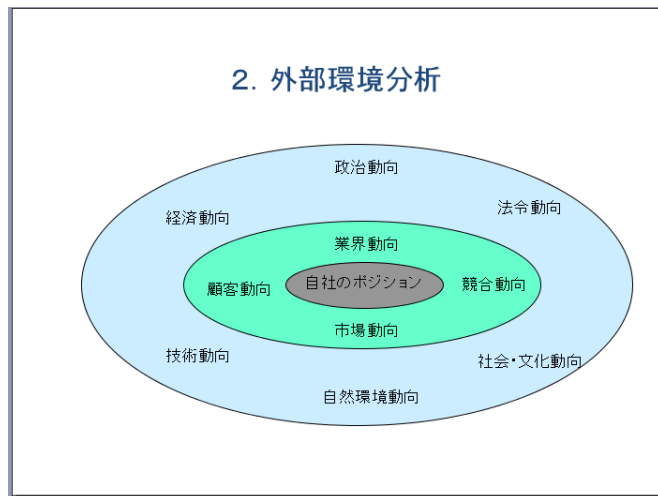 2. 外部環境分析
政治動向
法令動向
経済動向
業界動向
顧客動向
自社のポジション
競合動向
市場動向
技術動向
社会・文化動向
自然環境動向